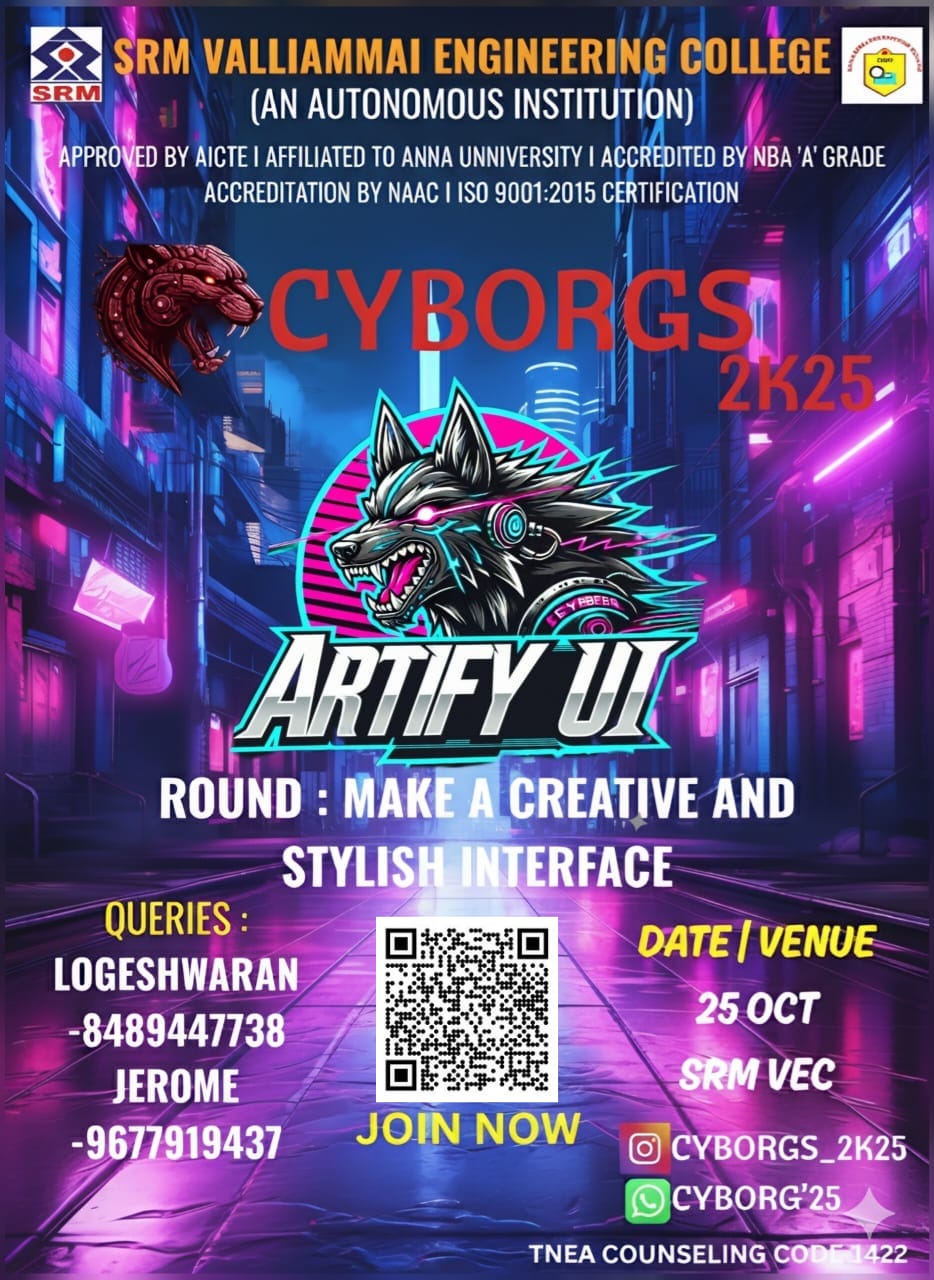 SRM VALLIAMMAI ENGINEERING COLLEGE
SRM
(AN AUTONOMOUS INSTITUTION)
APPROVED BY AICTE I AFFILIATED TO ANNA UNNIVERSITY I ACCREDITED BY NBA 'A' GRADE
ACCREDITATION BY NAAC I ISO 9001:2015 CERTIFICATION
CYBORGS
2K25
ARTIFY UI
ROUND : MAKE A CREATIVE AND
STYLISH INTERFACE
QUERIES :
LOGESHWARAN
-8489447738
JEROME
-9677919437
JOIN NOW
DATE | VENUE
25 OCT
SRM VEC
CYBORGS_2K25
CYBORG'25
TNEA COUNSELING CODE 1422